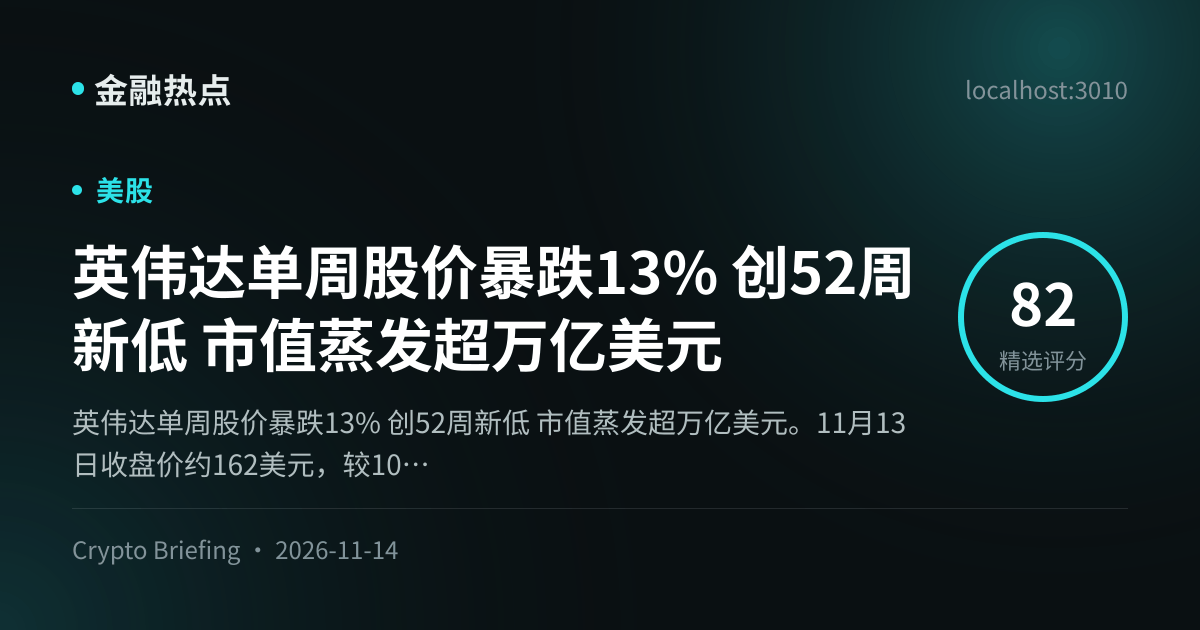 金融热点
localhost:3010
美股
英伟达单周股价暴跌13% 创52周
新低 市值蒸发超万亿美元
82
精选评分
英伟达单周股价暴跌13% 创52周新低 市值蒸发超万亿美元。11月13
日收盘价约162美元，较10…
Crypto Briefing · 2026-11-14